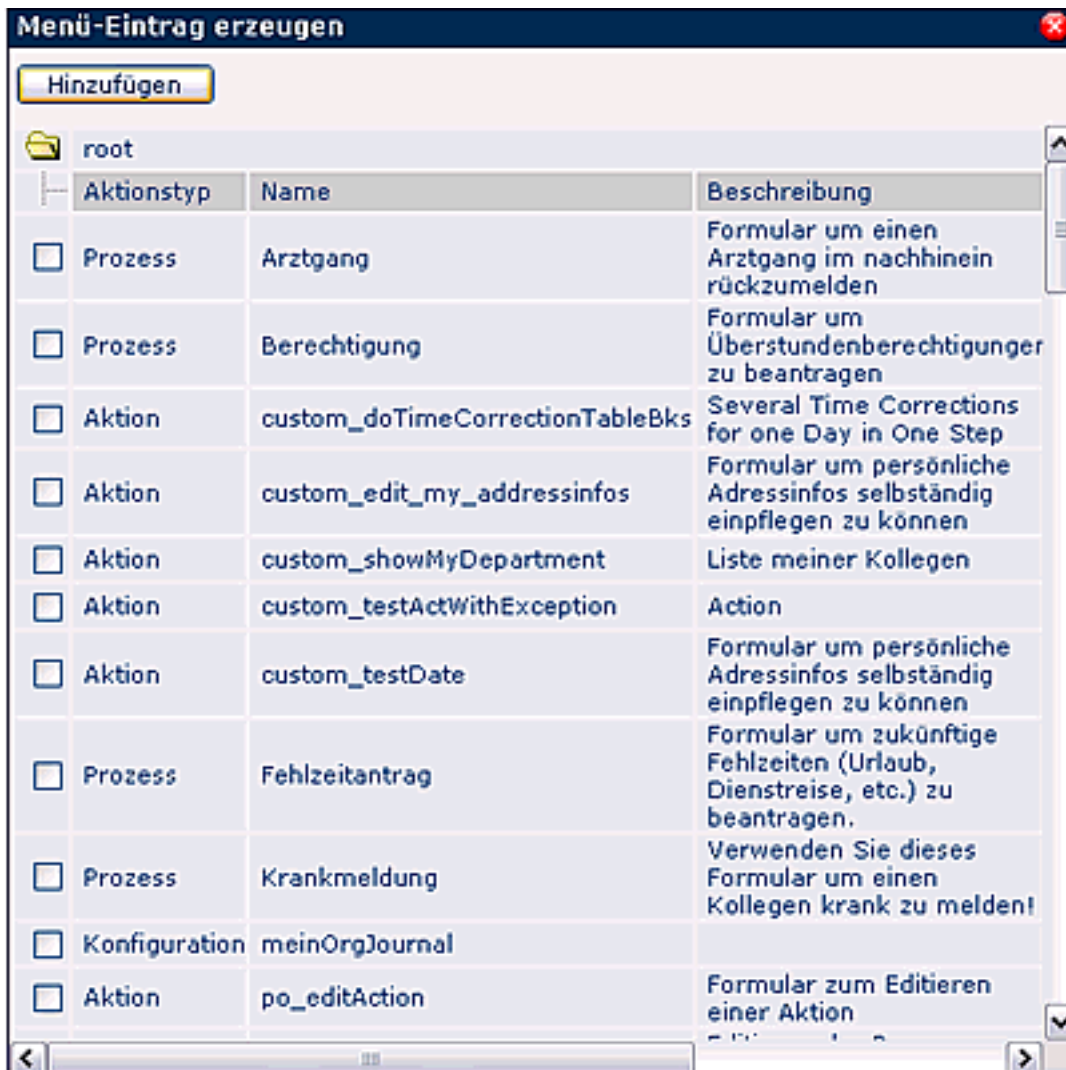 Menü-Eintrag erzeugen
Hinzufügen
root
Aktionstyp Name Beschreibung
Prozess Arztgang Formular um einen
Arztgang im nachhinein
rückzumelden
Prozess Berechtigung Formular um
Überstundenberechtigunger
zu beantragen
Aktion custom_doTimeCorrectionTableBks Several Time Corrections
for one Day in One Step
Aktion custom_edit_my_addressinfos Formular um persönliche
Adressinfos selbständig
einpflegen zu können
Aktion custom_showMyDepartment Liste meiner Kollegen
Aktion custom_testActWithException Action
Aktion custom_testDate Formular um persönliche
Adressinfos selbständig
einpflegen zu können
Prozess Fehlzeitantrag Formular um zukünftige
Fehlzeiten (Urlaub,
Dienstreise, etc.) zu
beantragen.
Prozess Krankmeldung Verwenden Sie dieses
Formular um einen
Kollegen krank zu melden!
Konfiguration meinOrgJournal
Aktion po_editAction Formular zum Editieren
einer Aktion